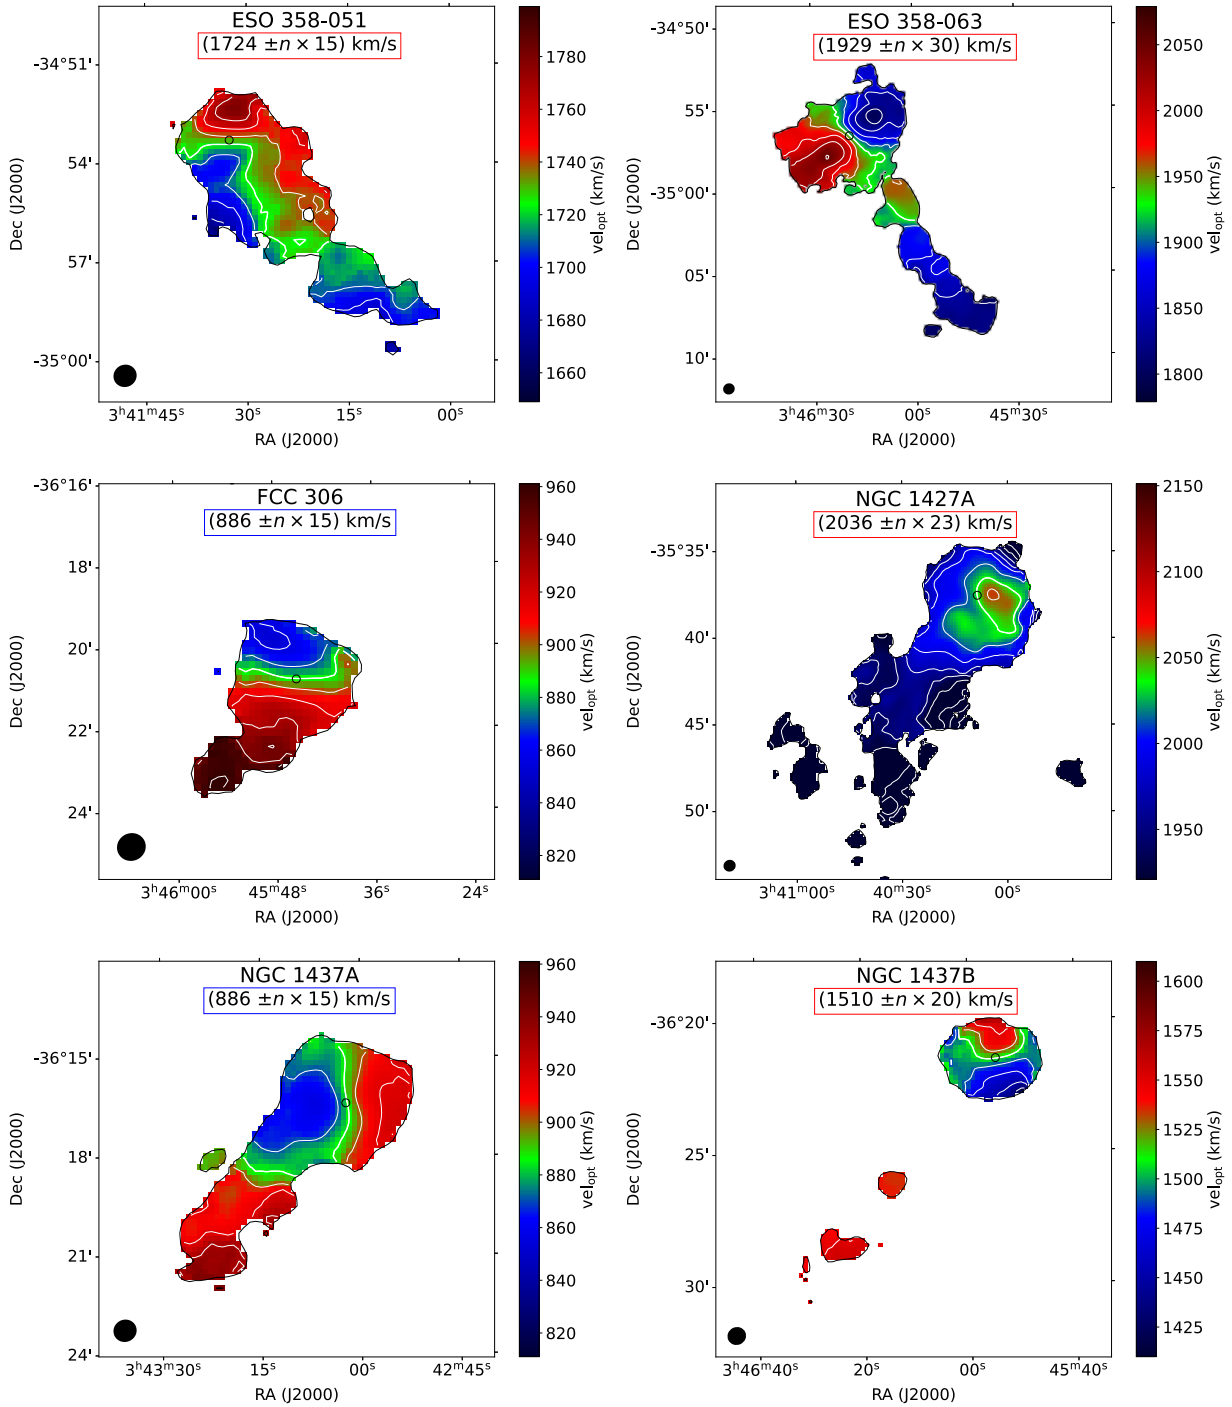 ESO 358-051
(1724 ±n × 15) km/s
-34°51'
54'
57'
-35°00'
Dec (J2000)
3ʰ41ᵐ45ˢ
30ˢ
15ˢ
00ˢ
RA (J2000)
1780
1760
1740
1720
1700
1680
1660
vel_opt (km/s)
ESO 358-063
(1929 ±n × 30) km/s
-34°50'
55'
-35°00'
05'
10'
Dec (J2000)
3ʰ46ᵐ30ˢ
00ˢ
45ᵐ30ˢ
RA (J2000)
2050
2000
1950
1900
1850
1800
vel_opt (km/s)
FCC 306
(886 ±n × 15) km/s
-36°16'
18'
20'
22'
24'
Dec (J2000)
3ʰ46ᵐ00ˢ
45ᵐ48ˢ
36ˢ
24ˢ
RA (J2000)
960
940
920
900
880
860
840
820
vel_opt (km/s)
NGC 1427A
(2036 ±n × 23) km/s
-35°35'
40'
45'
50'
Dec (J2000)
3ʰ41ᵐ00ˢ
40ᵐ30ˢ
00ˢ
RA (J2000)
2150
2100
2050
2000
1950
vel_opt (km/s)
NGC 1437A
(886 ±n × 15) km/s
-36°15'
18'
21'
24'
Dec (J2000)
3ʰ43ᵐ30ˢ
15ˢ
00ˢ
42ᵐ45ˢ
RA (J2000)
960
940
920
900
880
860
840
820
vel_opt (km/s)
NGC 1437B
(1510 ±n × 20) km/s
-36°20'
25'
30'
Dec (J2000)
3ʰ46ᵐ40ˢ
20ˢ
00ˢ
45ᵐ40ˢ
RA (J2000)
1600
1575
1550
1525
1500
1475
1450
1425
vel_opt (km/s)